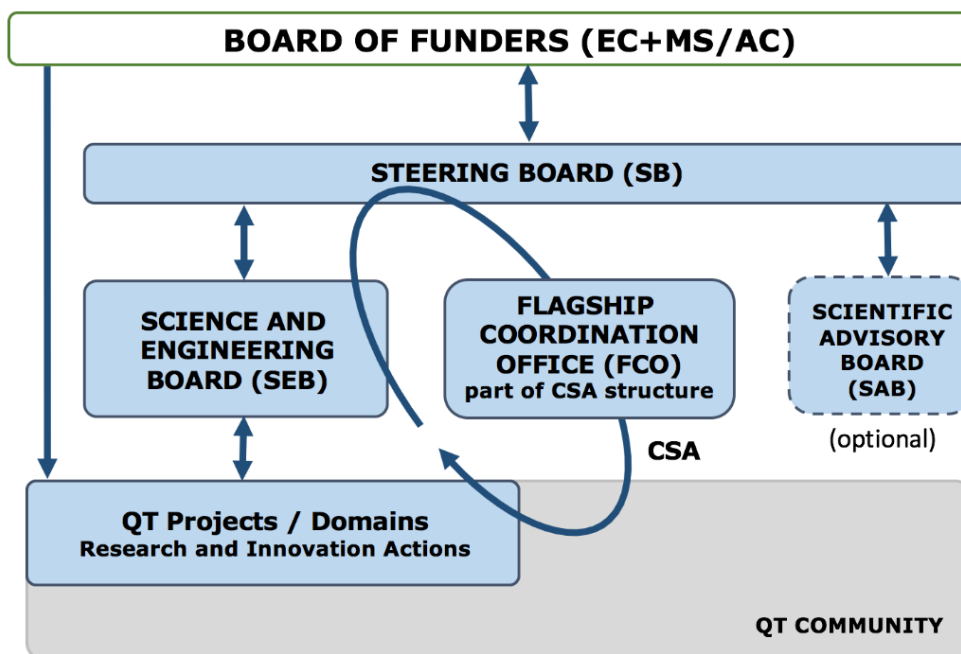 BOARD OF FUNDERS (EC+MS/AC)
STEERING BOARD (SB)
SCIENCE AND
ENGINEERING
BOARD (SEB)
FLAGSHIP
COORDINATION
OFFICE (FCO)
part of CSA structure
SCIENTIFIC
ADVISORY
BOARD
(SAB)
(optional)
CSA
QT Projects / Domains
Research and Innovation Actions
QT COMMUNITY